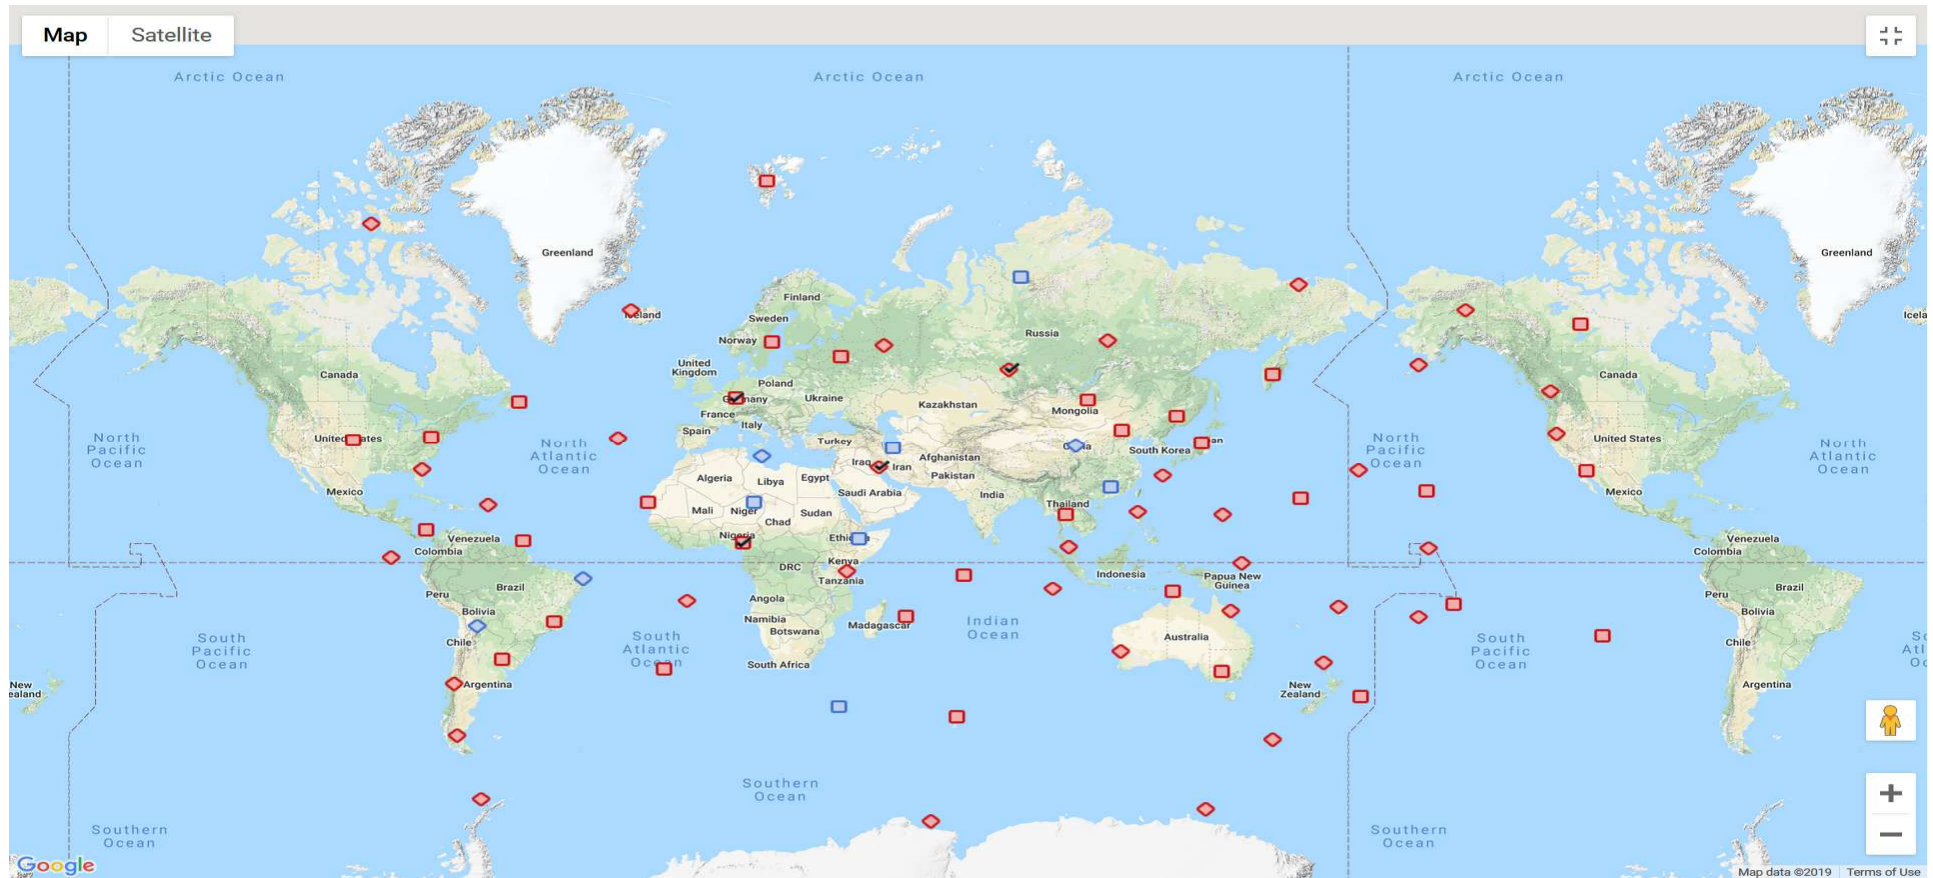 Map Satellite
Arctic Ocean
Arctic Ocean
Arctic Ocean
Greenland
Greenland
Finland
Iceland
Sweden
Norway
Russia
United
Kingdom
Canada
Poland
Canada
Ukraine
Germany
Kazakhstan
Mongolia
France
Italy
Spain
North
Pacific
Ocean
United States
North
Atlantic
Ocean
Turkey
South Korea
North
Pacific
Ocean
United States
North
Atlantic
Ocean
Iraq
Iran
Afghanistan
Pakistan
Algeria
Libya
Egypt
Mexico
Saudi Arabia
India
Mexico
Thailand
Mali
Niger
Sudan
Chad
Nigeria
Venezuela
Colombia
Venezuela
Colombia
DRC
Kenya
Tanzania
Indonesia
Papua New
Guinea
Peru
Brazil
Peru
Brazil
Angola
Bolivia
Bolivia
Namibia
Botswana
Madagascar
Indian
Ocean
South
Pacific
Ocean
Chile
South
Atlantic
Ocean
Australia
South
Pacific
Ocean
Chile
South Africa
Argentina
New
Zealand
Argentina
New
ealand
Southern
Ocean
Southern
Ocean
Southern
Ocean
Google
Map data ©2019 Terms of Use